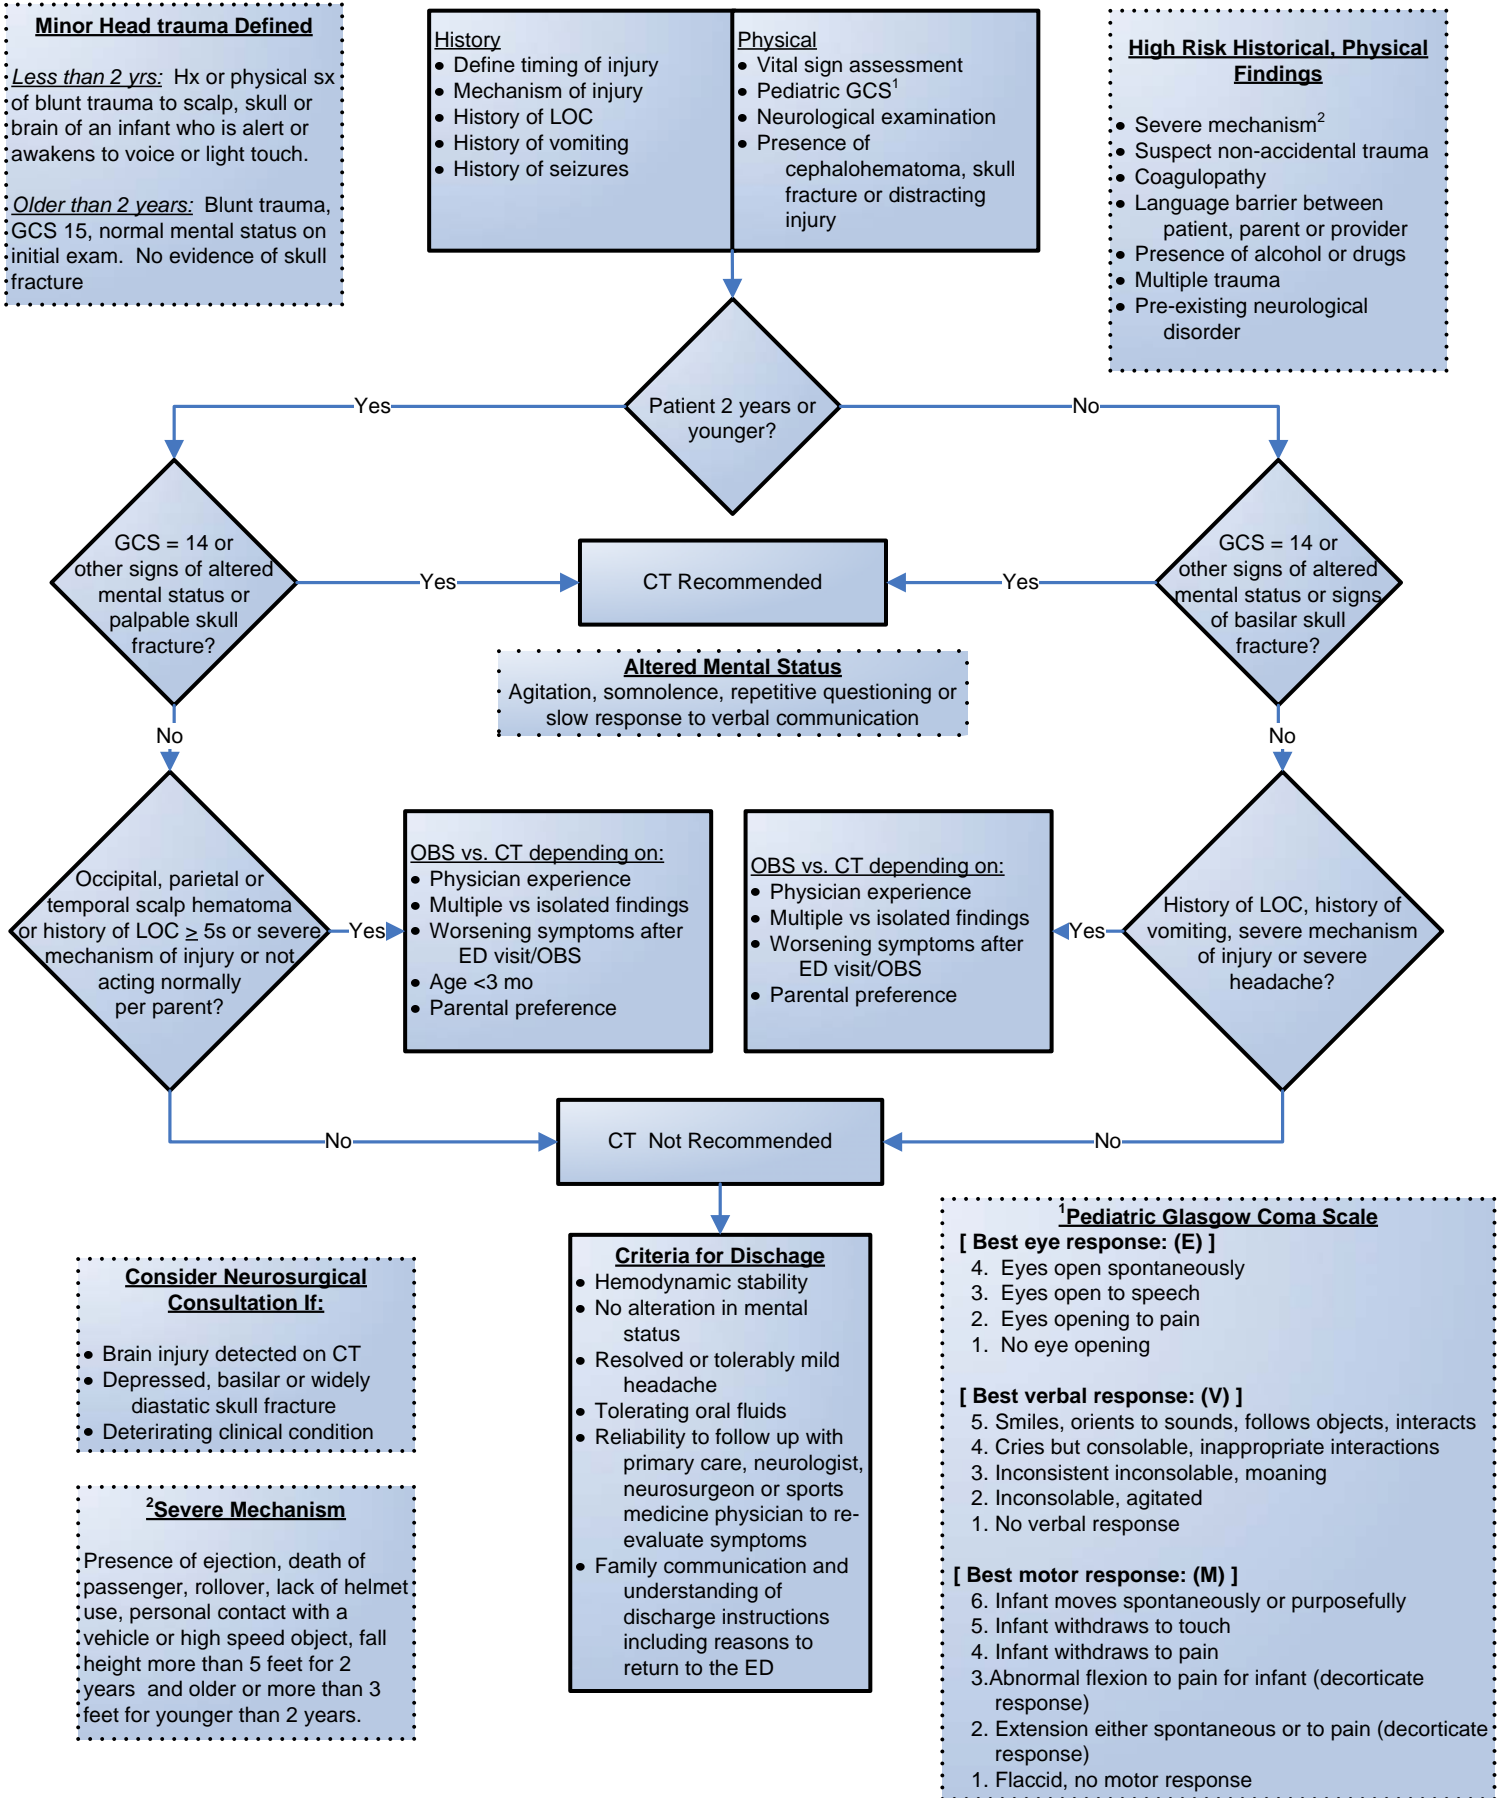 Minor Head trauma Defined
Less than 2 yrs: Hx or physical sx
of blunt trauma to scalp, skull or
brain of an infant who is alert or
awakens to voice or light touch.
Older than 2 years: Blunt trauma,
GCS 15, normal mental status on
initial exam. No evidence of skull
fracture
History
• Define timing of injury
• Mechanism of injury
• History of LOC
• History of vomiting
• History of seizures
Physical
• Vital sign assessment
• Pediatric GCS¹
• Neurological examination
• Presence of
cephalohematoma, skull
fracture or distracting
injury
High Risk Historical, Physical
Findings
• Severe mechanism²
• Suspect non-accidental trauma
• Coagulopathy
• Language barrier between
patient, parent or provider
• Presence of alcohol or drugs
• Multiple trauma
• Pre-existing neurological
disorder
Yes
Patient 2 years or
younger?
No
GCS = 14 or
other signs of altered
mental status or
palpable skull
fracture?
Yes
CT Recommended
Yes
GCS = 14 or
other signs of altered
mental status or signs
of basilar skull
fracture?
Altered Mental Status
Agitation, somnolence, repetitive questioning or
slow response to verbal communication
No
No
Occipital, parietal or
temporal scalp hematoma
or history of LOC ≥ 5s or severe
mechanism of injury or not
acting normally
per parent?
Yes
OBS vs. CT depending on:
• Physician experience
• Multiple vs isolated findings
• Worsening symptoms after
ED visit/OBS
• Age <3 mo
• Parental preference
OBS vs. CT depending on:
• Physician experience
• Multiple vs isolated findings
• Worsening symptoms after
ED visit/OBS
• Parental preference
Yes
History of LOC, history of
vomiting, severe mechanism
of injury or severe
headache?
No
CT Not Recommended
No
Consider Neurosurgical
Consultation If:
• Brain injury detected on CT
• Depressed, basilar or widely
diastatic skull fracture
• Deterirating clinical condition
²Severe Mechanism
Presence of ejection, death of
passenger, rollover, lack of helmet
use, personal contact with a
vehicle or high speed object, fall
height more than 5 feet for 2
years and older or more than 3
feet for younger than 2 years.
Criteria for Dischage
• Hemodynamic stability
• No alteration in mental
status
• Resolved or tolerably mild
headache
• Tolerating oral fluids
• Reliability to follow up with
primary care, neurologist,
neurosurgeon or sports
medicine physician to re-
evaluate symptoms
• Family communication and
understanding of
discharge instructions
including reasons to
return to the ED
¹Pediatric Glasgow Coma Scale
[ Best eye response: (E) ]
4. Eyes open spontaneously
3. Eyes open to speech
2. Eyes opening to pain
1. No eye opening
[ Best verbal response: (V) ]
5. Smiles, orients to sounds, follows objects, interacts
4. Cries but consolable, inappropriate interactions
3. Inconsistent inconsolable, moaning
2. Inconsolable, agitated
1. No verbal response
[ Best motor response: (M) ]
6. Infant moves spontaneously or purposefully
5. Infant withdraws to touch
4. Infant withdraws to pain
3.Abnormal flexion to pain for infant (decorticate
response)
2. Extension either spontaneous or to pain (decorticate
response)
1. Flaccid, no motor response